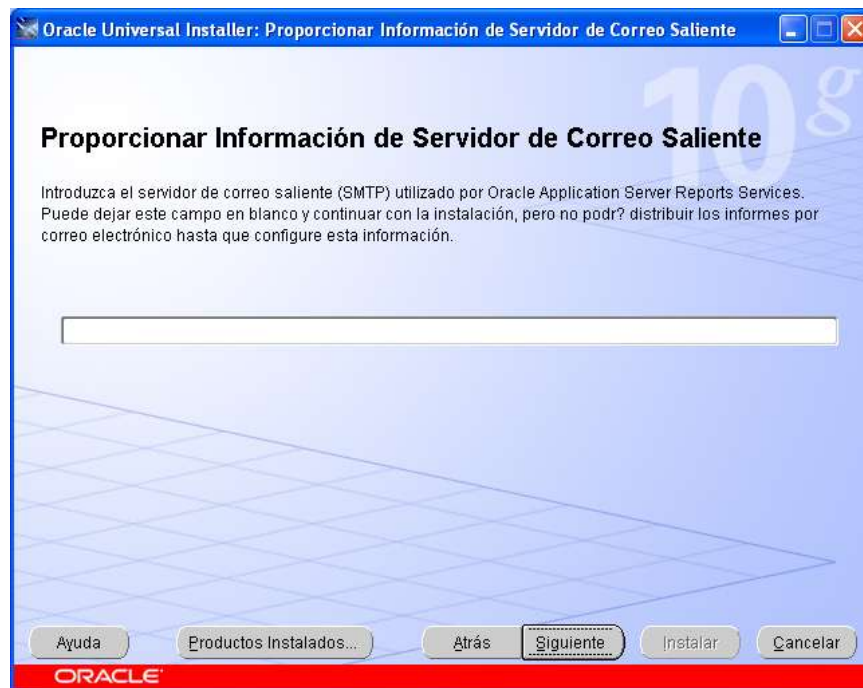 Oracle Universal Installer: Proporcionar Información de Servidor de Correo Saliente
10g
Proporcionar Información de Servidor de Correo Saliente
Introduzca el servidor de correo saliente (SMTP) utilizado por Oracle Application Server Reports Services.
Puede dejar este campo en blanco y continuar con la instalación, pero no podr? distribuir los informes por
correo electrónico hasta que configure esta información.
Ayuda
Productos Instalados...
Atrás
Siguiente
Instalar
Cancelar
ORACLE